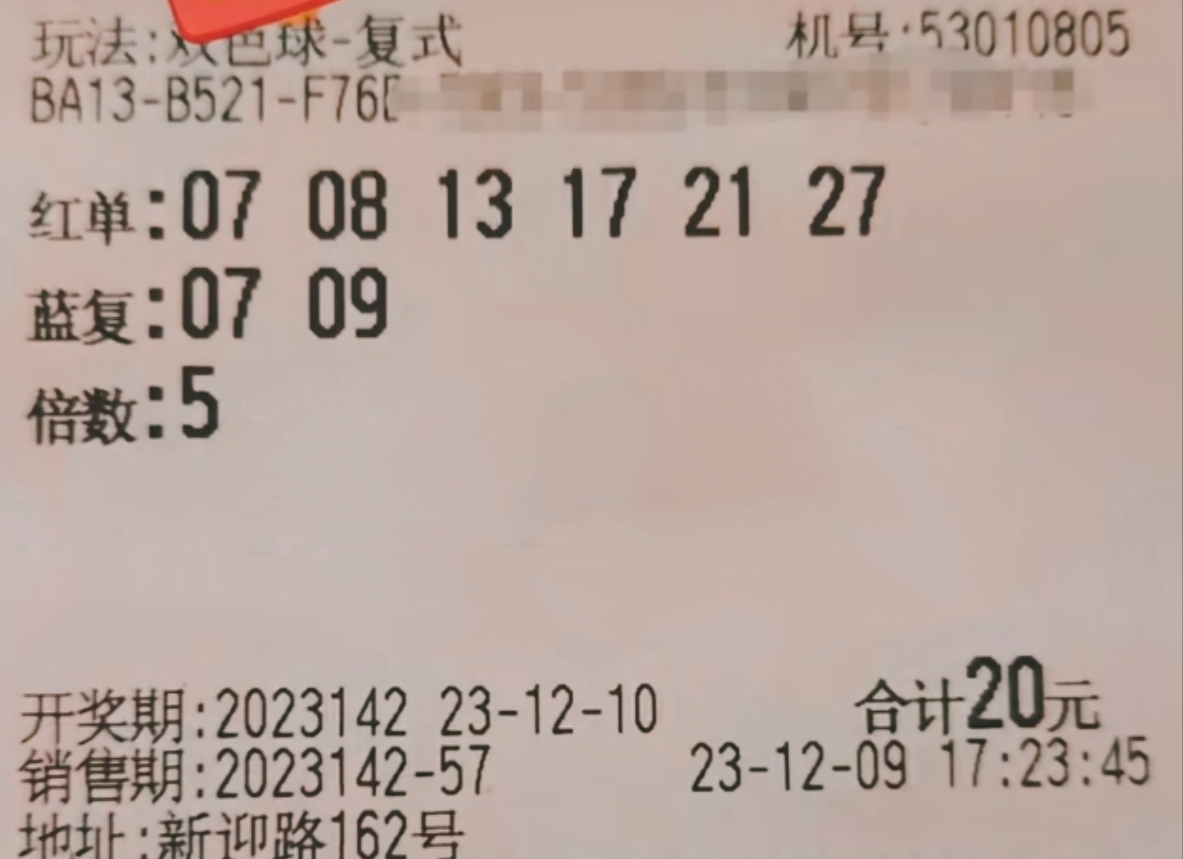 玩法:双色球-复式 机号:53010805
BA13-B521-F76
红单:07 08 13 17 21 27
蓝复:07 09
倍数:5
开奖期:2023142 23-12-10 合计20元
销售期:2023142-57 23-12-09 17:23:45
地址:新迎路162号